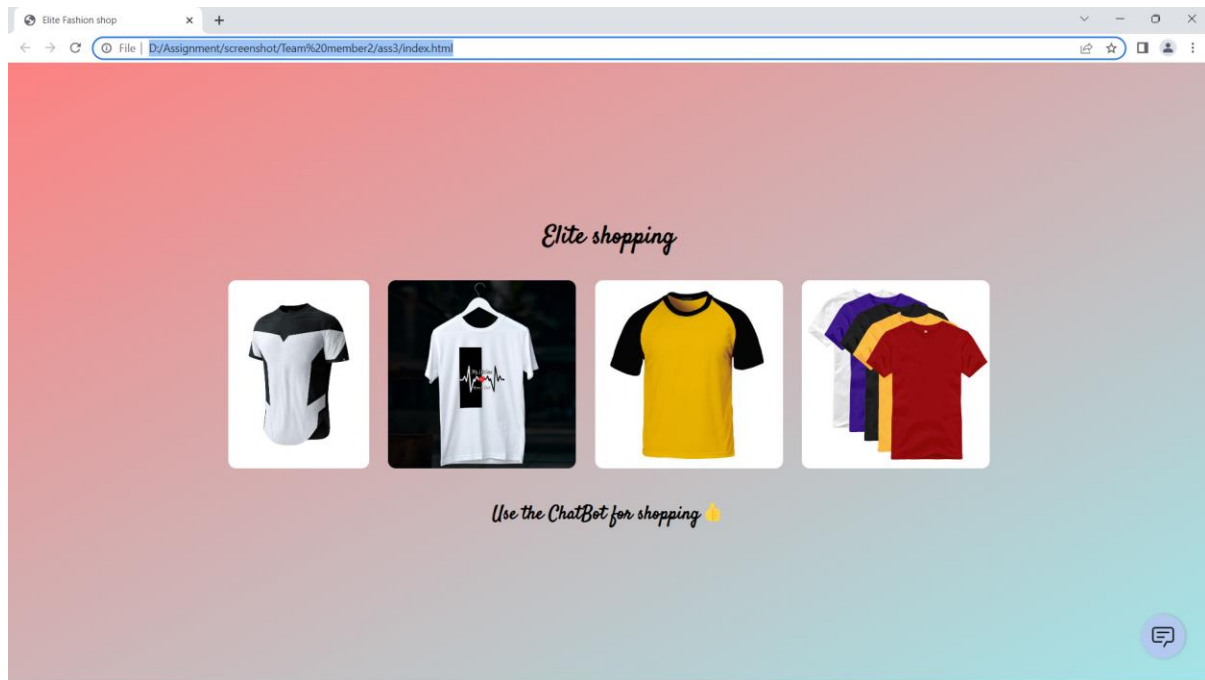 Elite Fashion shop
File
D:/Assignment/screenshot/Team%20member2/ass3/index.html
Elite shopping
Use the ChatBot for shopping 👍